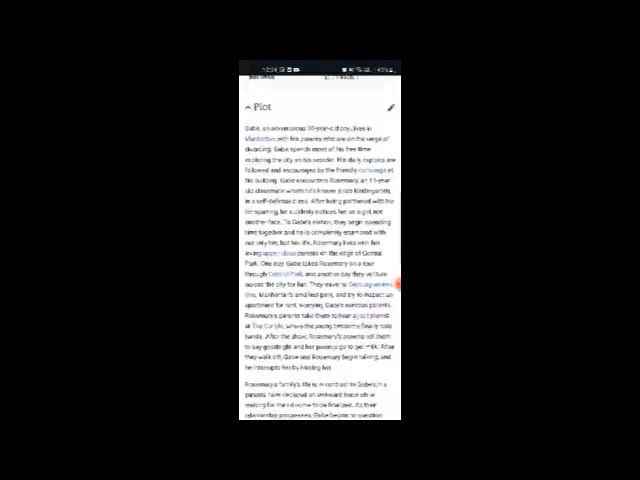 Plot
Gabe, an adventurous 10-year-old boy, lives in
Manhattan with his parents who are on the verge of
divorcing. Gabe spends most of his free time
exploring the city on his scooter. His daily exploits are
followed and encouraged by the friendly concierge at
his building. Gabe encounters Rosemary, an 11-year
old classmate whom he's known since kindergarten,
in a self-defense class. After being partnered with her
for sparring, he suddenly notices her as a girl, not
another face. To Gabe's elation, they begin spending
time together and he is completely enamored with
not only her, but her life. Rosemary lives with her
loving upper-class parents on the edge of Central
Park. One day, Gabe takes Rosemary on a tour
through Central Park, and another day they venture
across the city for fun. They travel to Septuagesimo
Uno, Manhattan's smallest park, and try to inspect an
apartment for rent, worrying Gabe's nervous parents.
Rosemary's parents take them to hear a jazz pianist
at The Carlyle, where the young twosome finally hold
hands. After the show, Rosemary's parents tell them
to say goodnight and her parents go to get milk. After
they walk off, Gabe and Rosemary begin talking, and
he interrupts her by kissing her.
Rosemary's family's life is in contrast to Gabe's; his
parents have declared an awkward truce while
waiting for their divorce to be finalized. As their
relationship progresses, Gabe begins to question